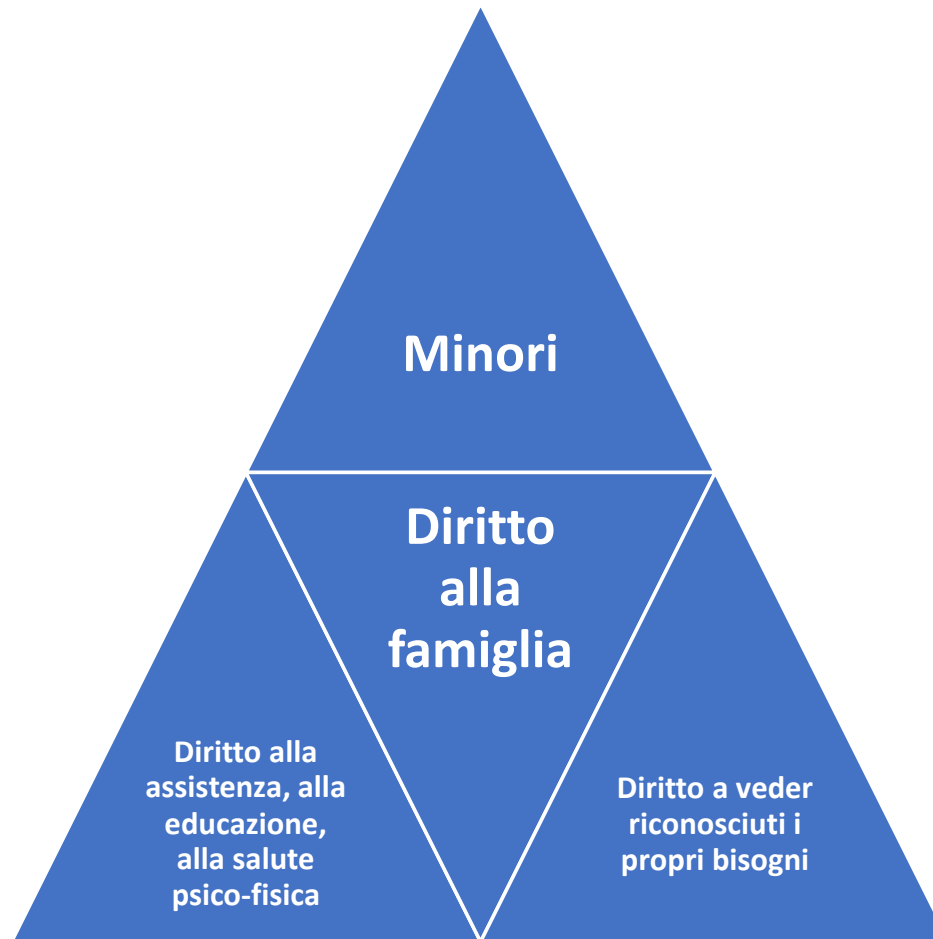 Minori
Diritto
alla
famiglia
Diritto alla
assistenza, alla
educazione,
alla salute
psico-fisica
Diritto a veder
riconosciuti i
propri bisogni